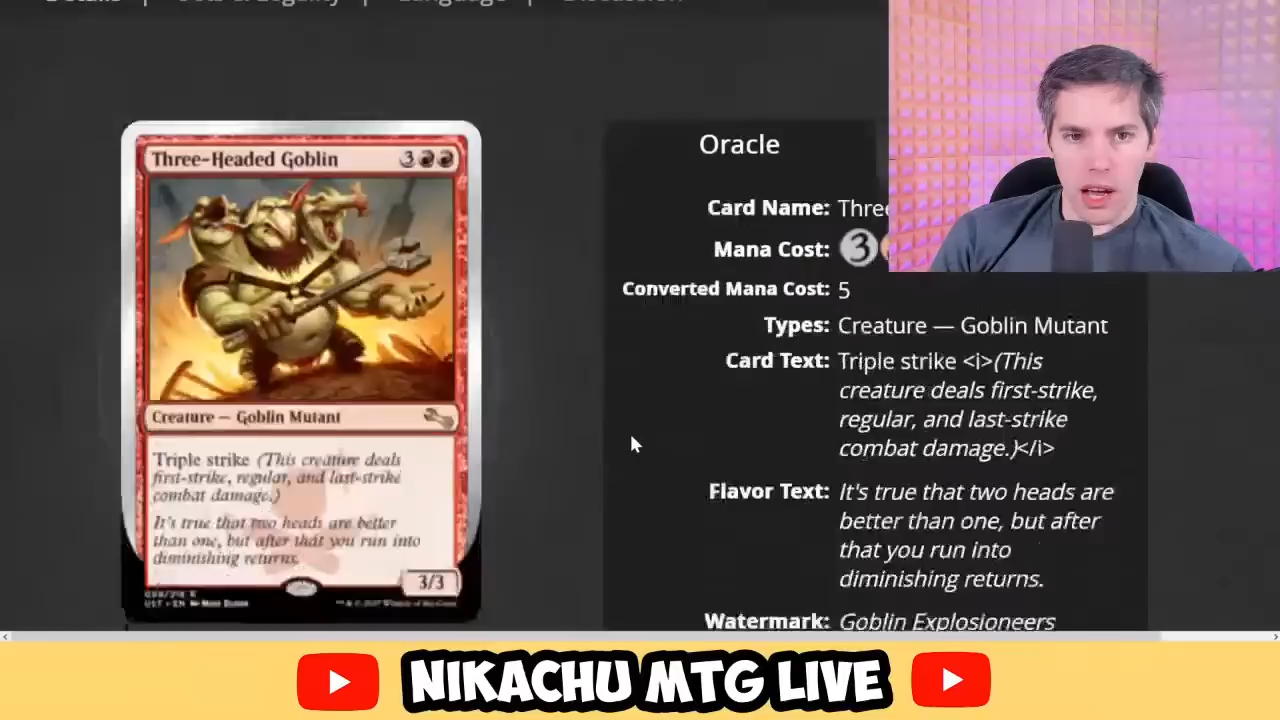 Three-Headed Goblin 3
Oracle
Card Name: Three
Mana Cost: 3
Converted Mana Cost: 5
Types: Creature — Goblin Mutant
Card Text: Triple strike <i>(This
creature deals first-strike,
regular, and last-strike
combat damage.)</i>
Flavor Text: It's true that two heads are
better than one, but after
that you run into
diminishing returns.
Watermark: Goblin Explosioneers
Creature — Goblin Mutant
Triple strike (This creature deals
first-strike, regular, and last-strike
combat damage.)
It's true that two heads are better
than one, but after that you run into
diminishing returns.
3/3
NIKACHU MTG LIVE